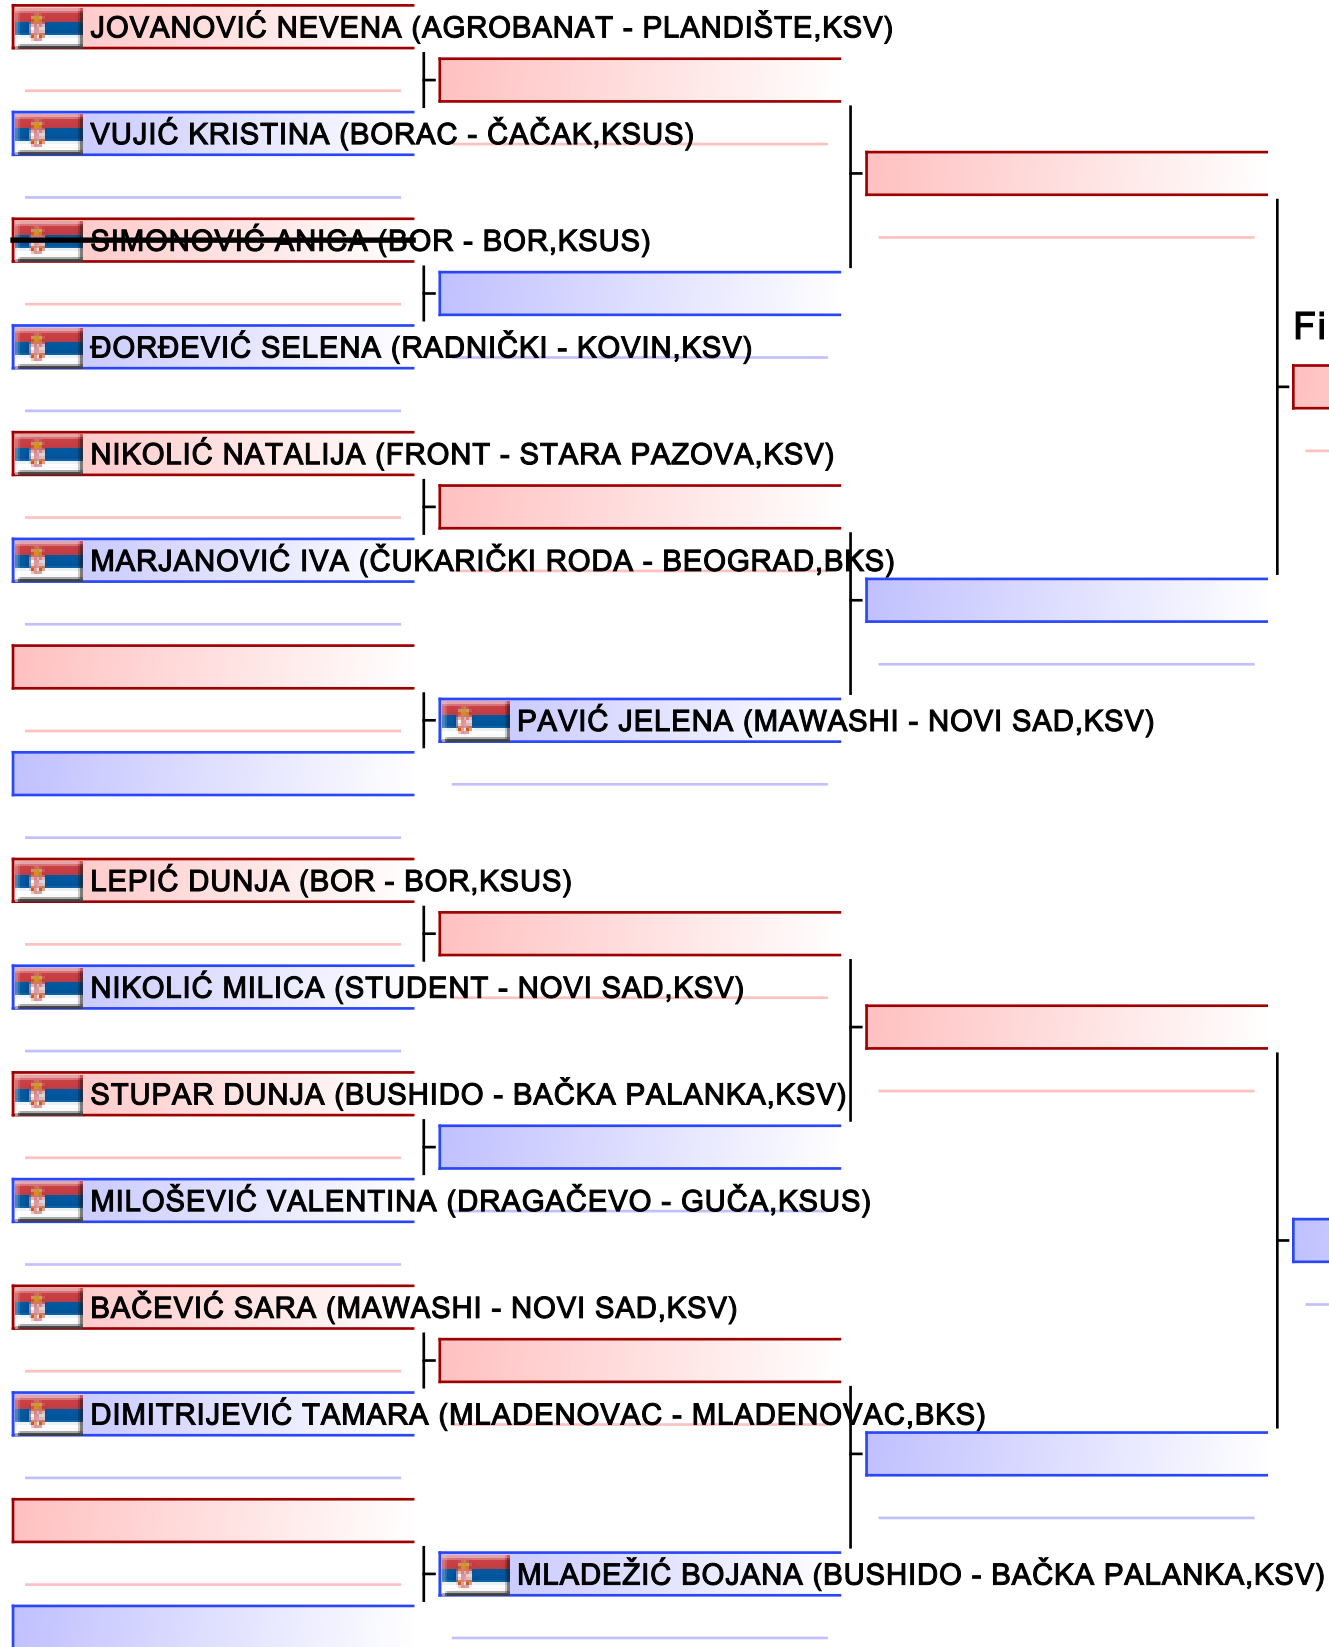 JOVANOVIĆ NEVENA (AGROBANAT - PLANDIŠTE,KSV)
VUJIĆ KRISTINA (BORAC - ČAČAK,KSUS)
SIMONOVIĆ ANICA (BOR - BOR,KSUS)
Fi
ĐORĐEVIĆ SELENA (RADNIČKI - KOVIN,KSV)
NIKOLIĆ NATALIJA (FRONT - STARA PAZOVA,KSV)
MARJANOVIĆ IVA (ČUKARIČKI RODA - BEOGRAD,BKS)
PAVIĆ JELENA (MAWASHI - NOVI SAD,KSV)
LEPIĆ DUNJA (BOR - BOR,KSUS)
NIKOLIĆ MILICA (STUDENT - NOVI SAD,KSV)
STUPAR DUNJA (BUSHIDO - BAČKA PALANKA,KSV)
MILOŠEVIĆ VALENTINA (DRAGAČEVO - GUČA,KSUS)
BAČEVIĆ SARA (MAWASHI - NOVI SAD,KSV)
DIMITRIJEVIĆ TAMARA (MLADENOVAC - MLADENOVAC,BKS)
MLADEŽIĆ BOJANA (BUSHIDO - BAČKA PALANKA,KSV)